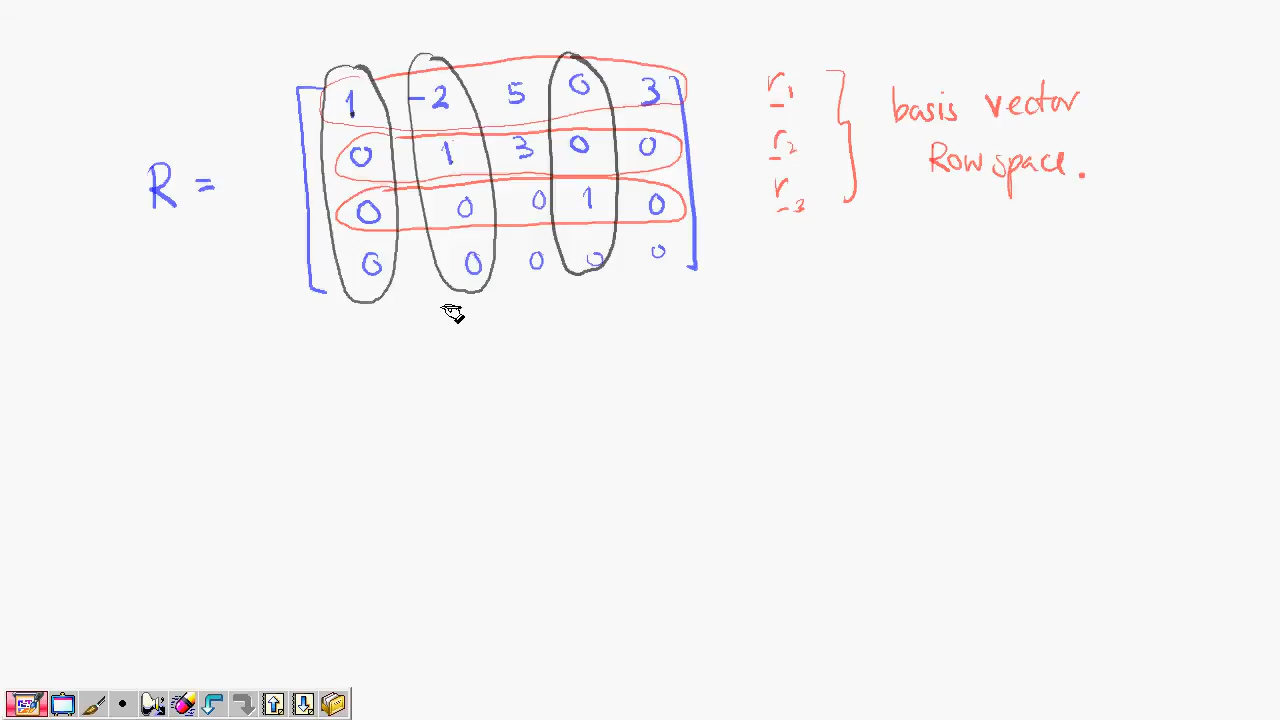 R =
1 -2 5 0 3
0 1 3 0 0
0 0 0 1 0
0 0 0 0 0
r1
r2
r3
basis vector
Row space.